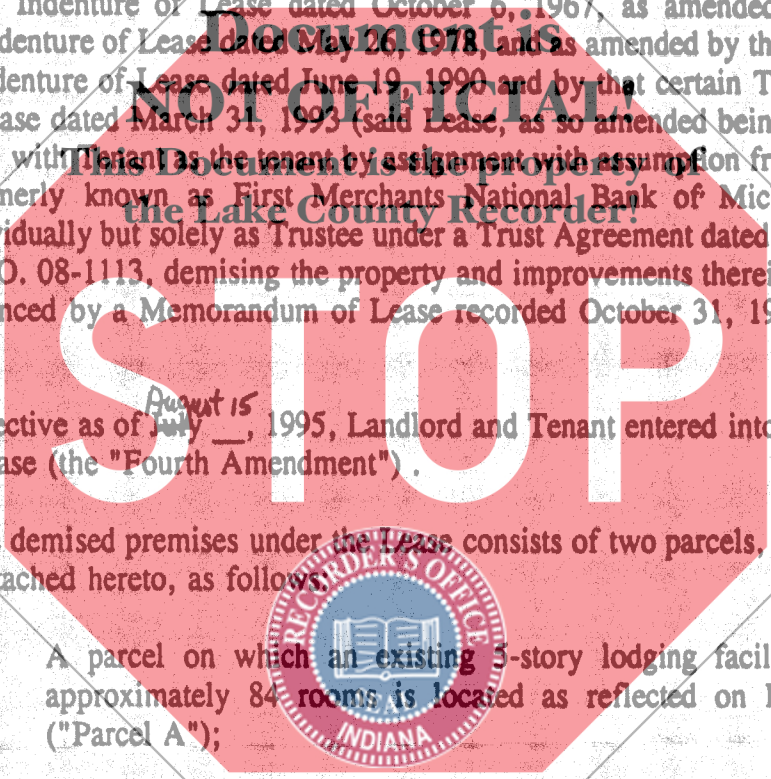 Indenture of Lease dated October 6, 1967, as amended
Document is
denture of Lease dated May 26, 1978, and as amended by th
denture of Lease dated June 19, 1990 and by that certain T
NOT OFFICIAL!
ase dated March 31, 1993 (said Lease, as so amended bein
with Tenant as the tenant by assignment with assumption fr
This Document is the property of
merly known as First Merchants National Bank of Mic
the Lake County Recorder!
idually but solely as Trustee under a Trust Agreement dated
O. 08-1113, demising the property and improvements therei
nced by a Memorandum of Lease recorded October 31, 19
STOP
August 15
ective as of July __, 1995, Landlord and Tenant entered into
ase (the "Fourth Amendment").
demised premises under the Lease consists of two parcels,
tached hereto, as follows:
RECORDER'S OFFICE
A parcel on which an existing 5-story lodging facil
approximately 84 rooms is located as reflected on
("Parcel A");
INDIANA